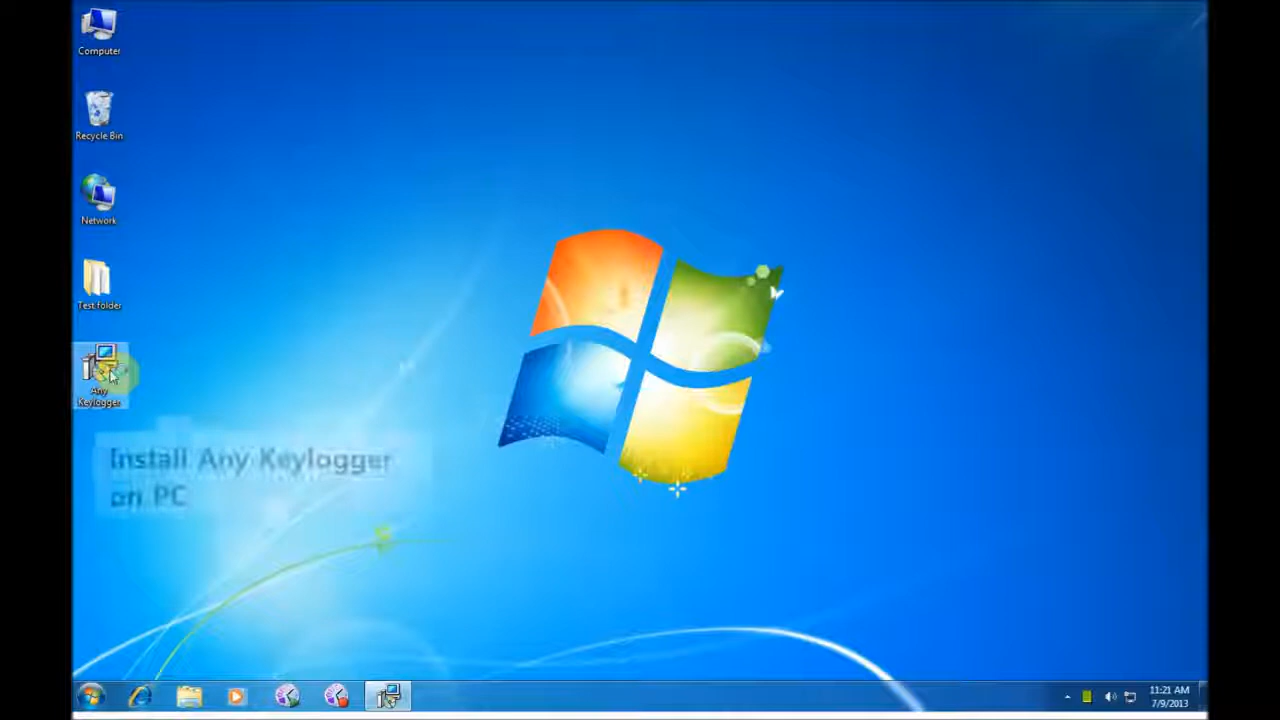 Computer
Recycle Bin
Network
Test folder
Any
Keylogger
Install Any Keylogger
on PC
11:21 AM
7/9/2013